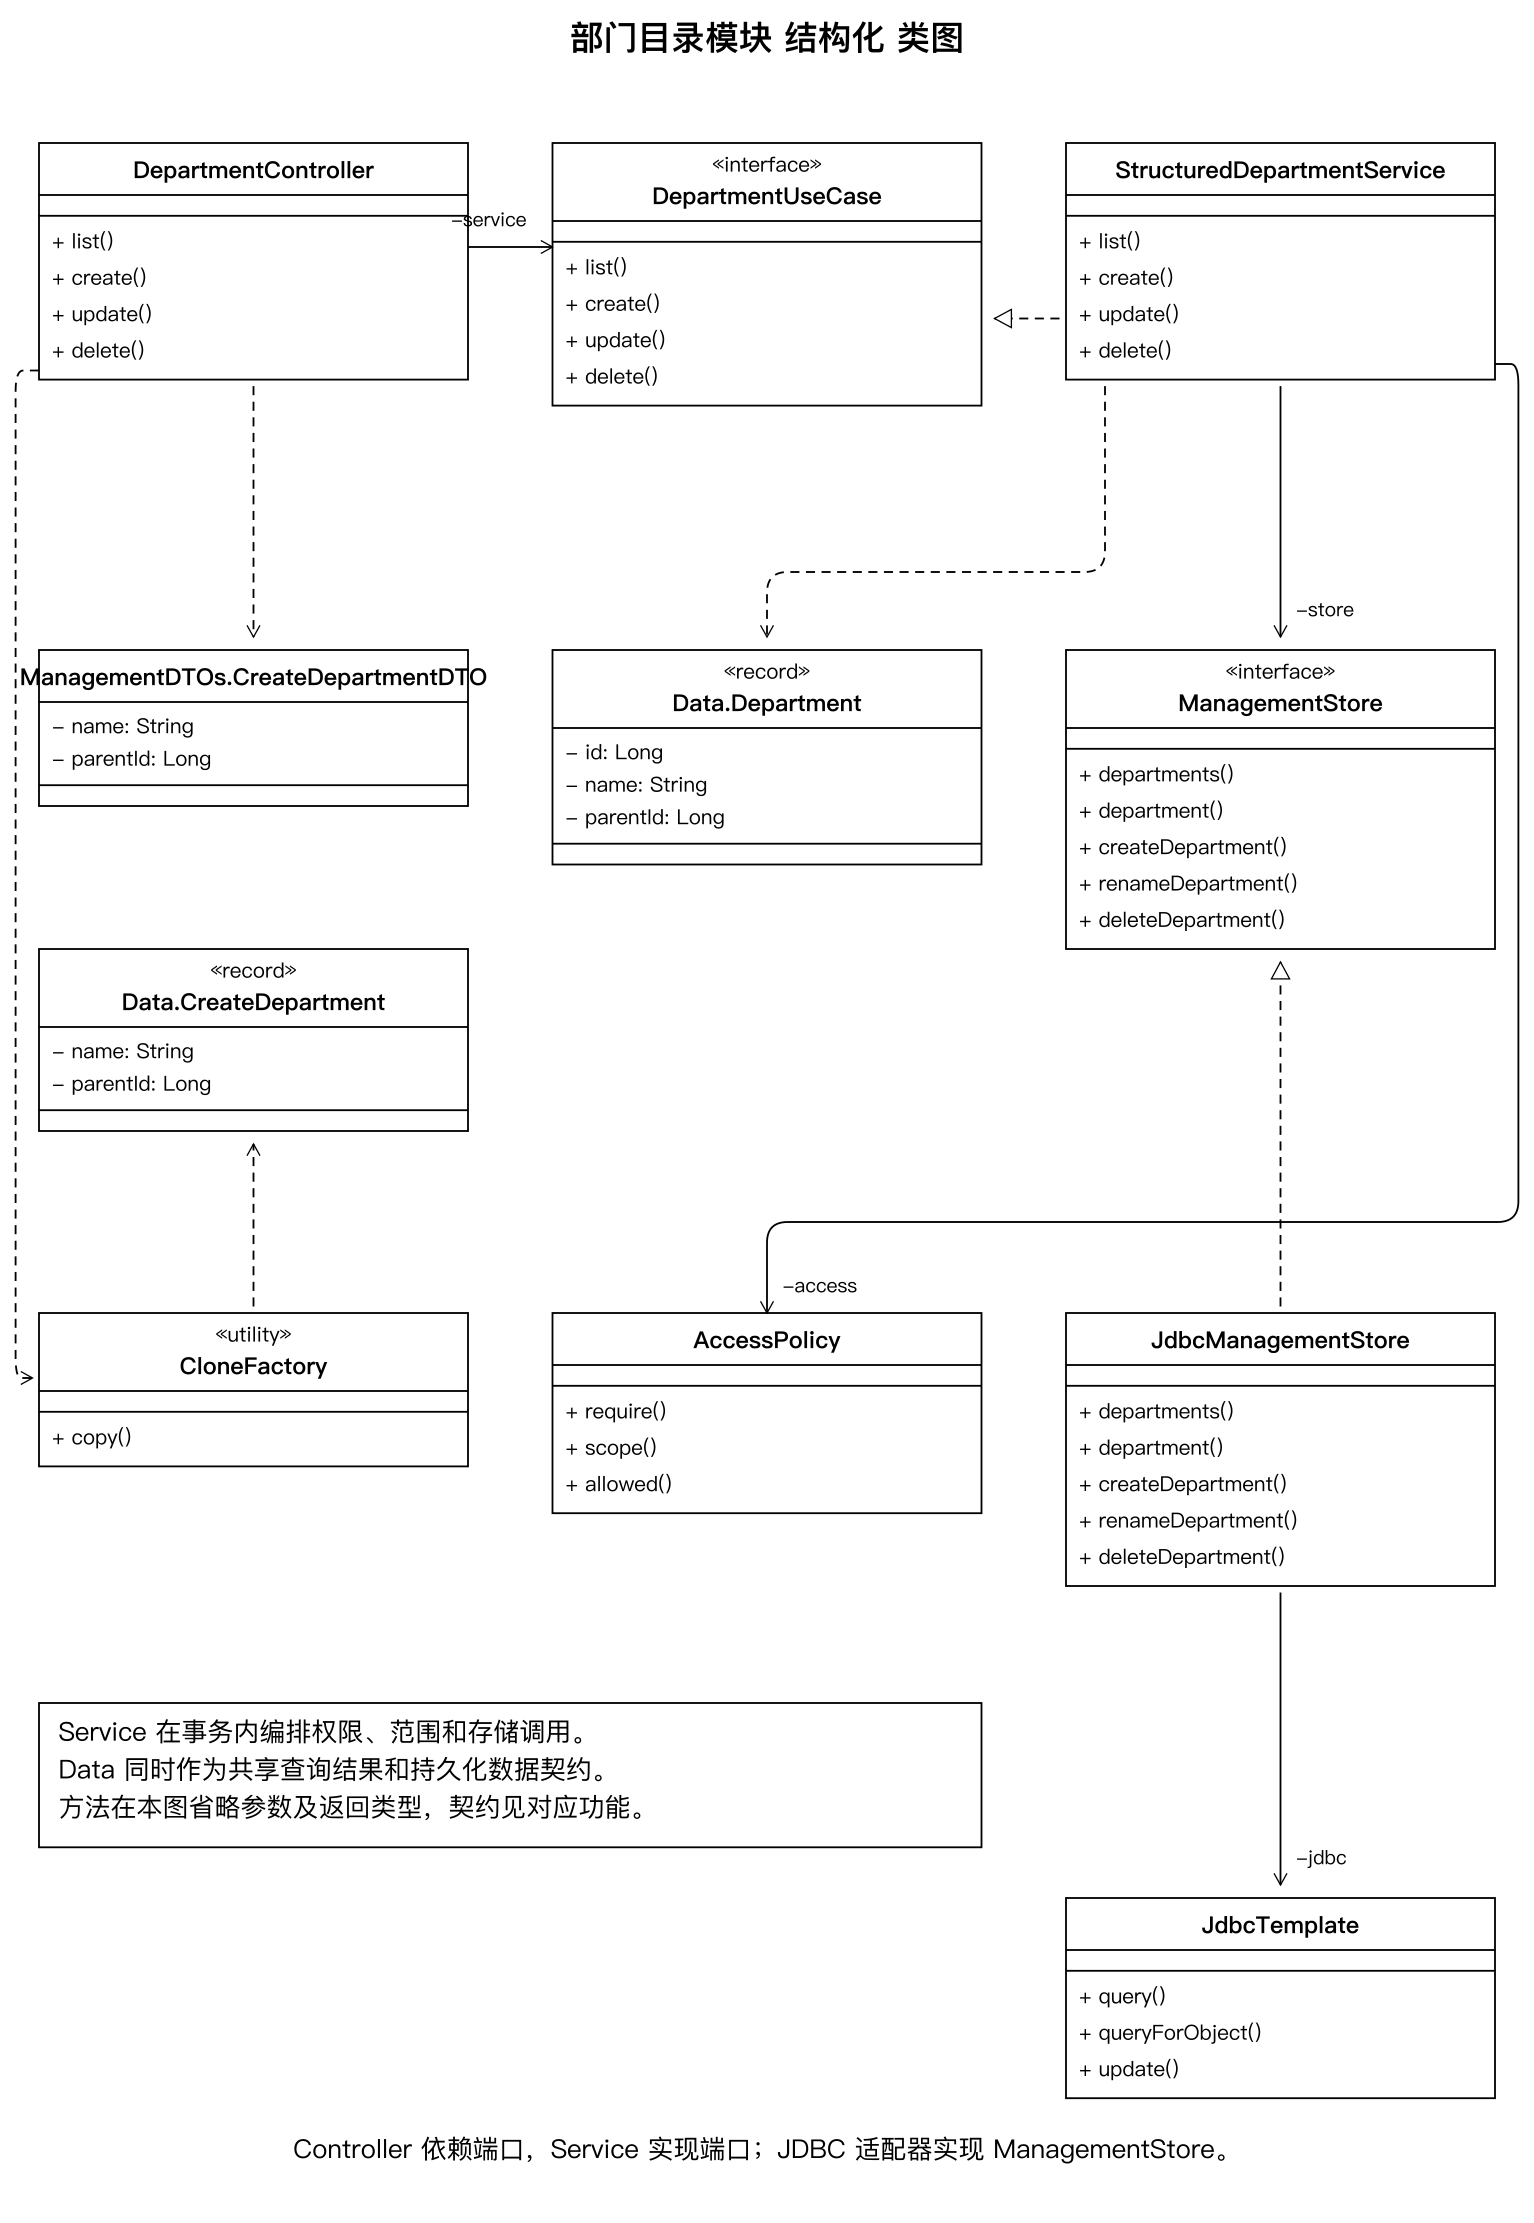 部门目录模块 结构化 类图
DepartmentController
+ list()
+ create()
+ update()
+ delete()
–service
«interface»
DepartmentUseCase
+ list()
+ create()
+ update()
+ delete()
StructuredDepartmentService
+ list()
+ create()
+ update()
+ delete()
–store
ManagementDTOs.CreateDepartmentDTO
– name: String
– parentId: Long
«record»
Data.Department
– id: Long
– name: String
– parentId: Long
«interface»
ManagementStore
+ departments()
+ department()
+ createDepartment()
+ renameDepartment()
+ deleteDepartment()
«record»
Data.CreateDepartment
– name: String
– parentId: Long
–access
«utility»
CloneFactory
+ copy()
AccessPolicy
+ require()
+ scope()
+ allowed()
JdbcManagementStore
+ departments()
+ department()
+ createDepartment()
+ renameDepartment()
+ deleteDepartment()
Service 在事务内编排权限、范围和存储调用。
Data 同时作为共享查询结果和持久化数据契约。
方法在本图省略参数及返回类型，契约见对应功能。
–jdbc
JdbcTemplate
+ query()
+ queryForObject()
+ update()
Controller 依赖端口，Service 实现端口；JDBC 适配器实现 ManagementStore。